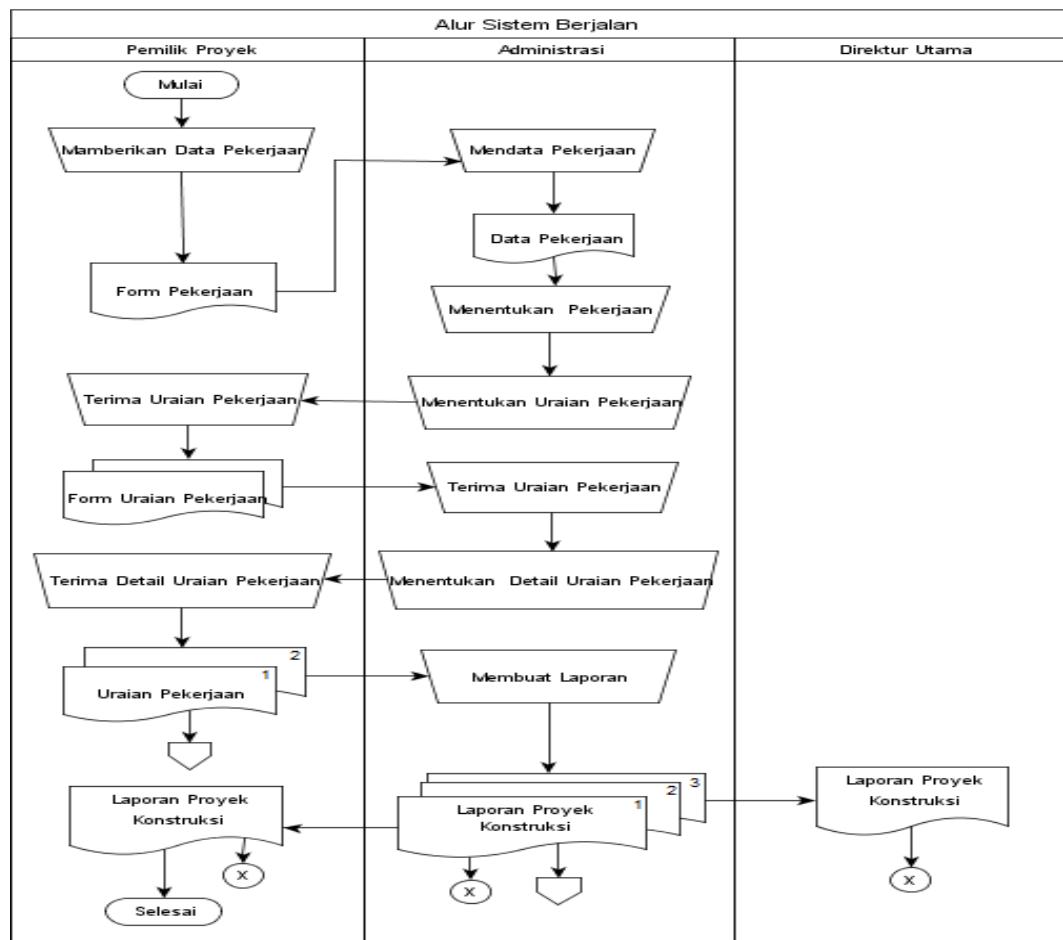 Alur Sistem Berjalan
Pemilik Proyek
Administrasi
Direktur Utama
Mulai
Mamberikan Data Pekerjaan
Mendata Pekerjaan
Data Pekerjaan
Form Pekerjaan
Menentukan Pekerjaan
Terima Uraian Pekerjaan
Menentukan Uraian Pekerjaan
Form Uraian Pekerjaan
Terima Uraian Pekerjaan
Terima Detail Uraian Pekerjaan
Menentukan Detail Uraian Pekerjaan
2
1
Uraian Pekerjaan
Membuat Laporan
Laporan Proyek
Konstruksi
X
Selesai
3
2
1
Laporan Proyek
Konstruksi
X
Laporan Proyek
Konstruksi
X